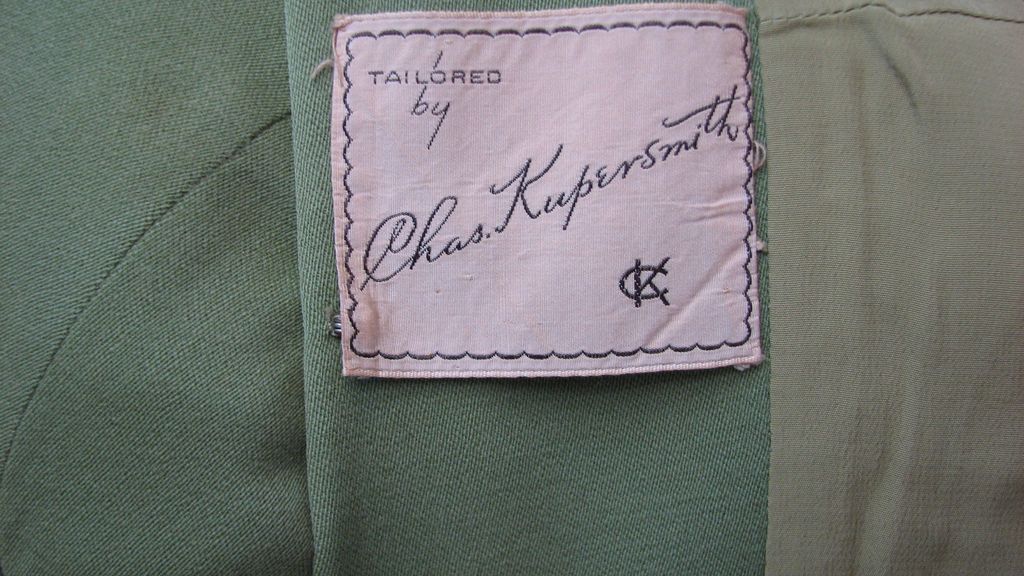 TAILORED
by
Chas. Kupersmith
CK